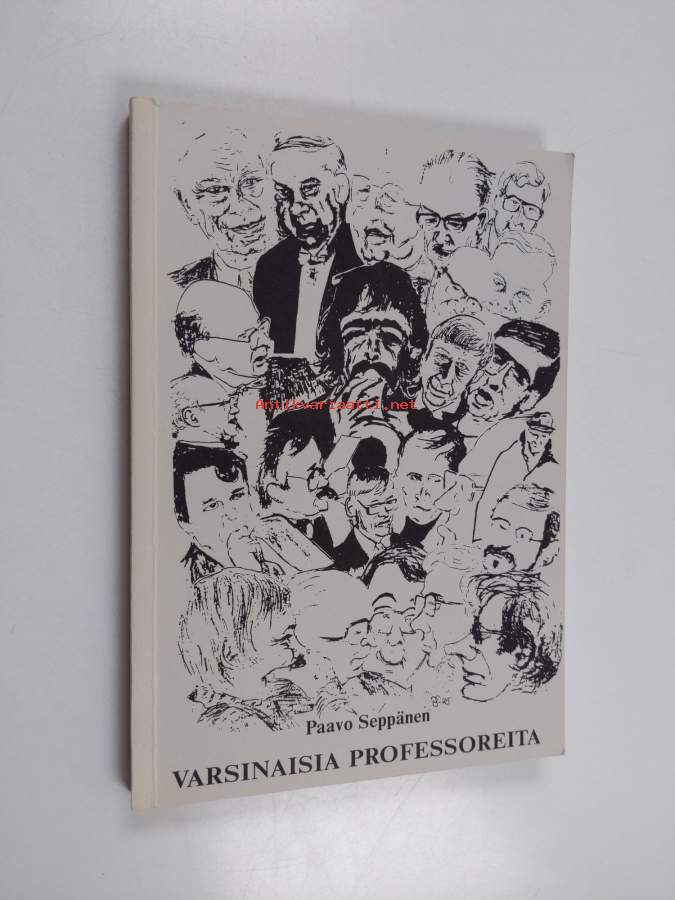 Antikvariaatti.net
Paavo Seppänen
VARSINAISIA PROFESSOREITA